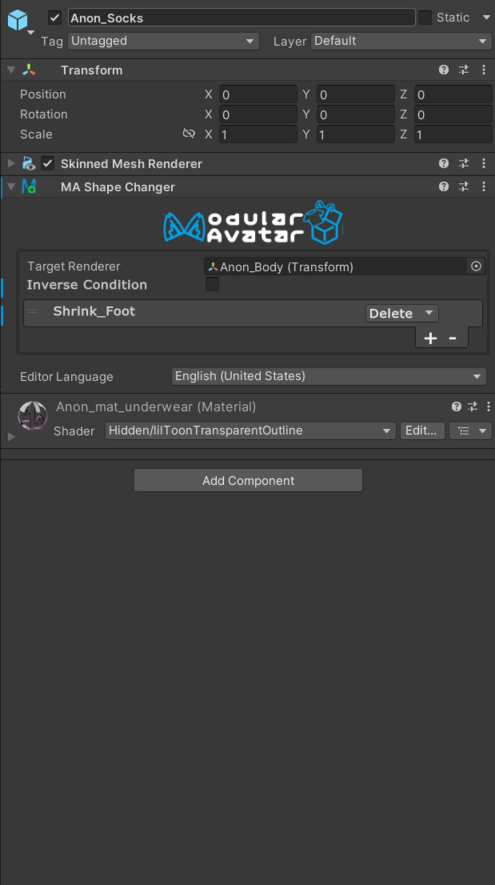 Anon_Socks Static
Tag Untagged Layer Default
Transform
Position X 0 Y 0 Z 0
Rotation X 0 Y 0 Z 0
Scale X 1 Y 1 Z 1
Skinned Mesh Renderer
MA Shape Changer
Modular
Avatar
Target Renderer Anon_Body (Transform)
Inverse Condition
Shrink_Foot Delete
+ -
Editor Language English (United States)
Anon_mat_underwear (Material)
Shader Hidden/lilToonTransparentOutline Edit...
Add Component